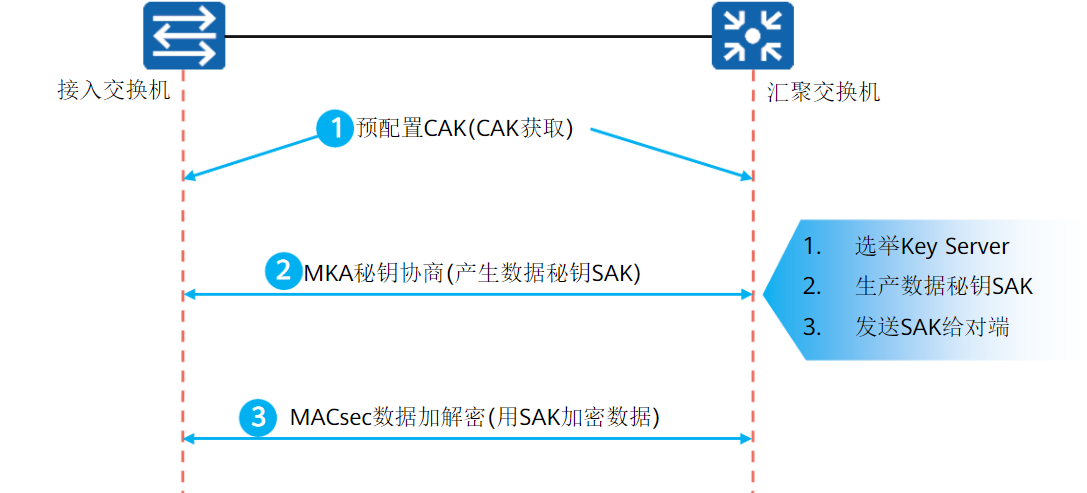 接入交换机
汇聚交换机
1 预配置CAK(CAK获取)
2 MKA秘钥协商(产生数据秘钥SAK)
1. 选举Key Server
2. 生产数据秘钥SAK
3. 发送SAK给对端
3 MACsec数据加解密(用SAK加密数据)